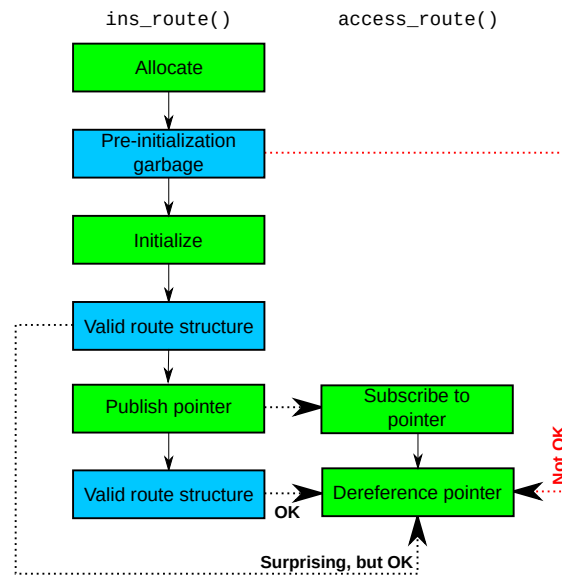 ins_route()
access_route()
Allocate
Pre-initialization
garbage
Initialize
Valid route structure
Publish pointer
Subscribe to
pointer
Valid route structure
OK
Dereference pointer
Not OK
Surprising, but OK